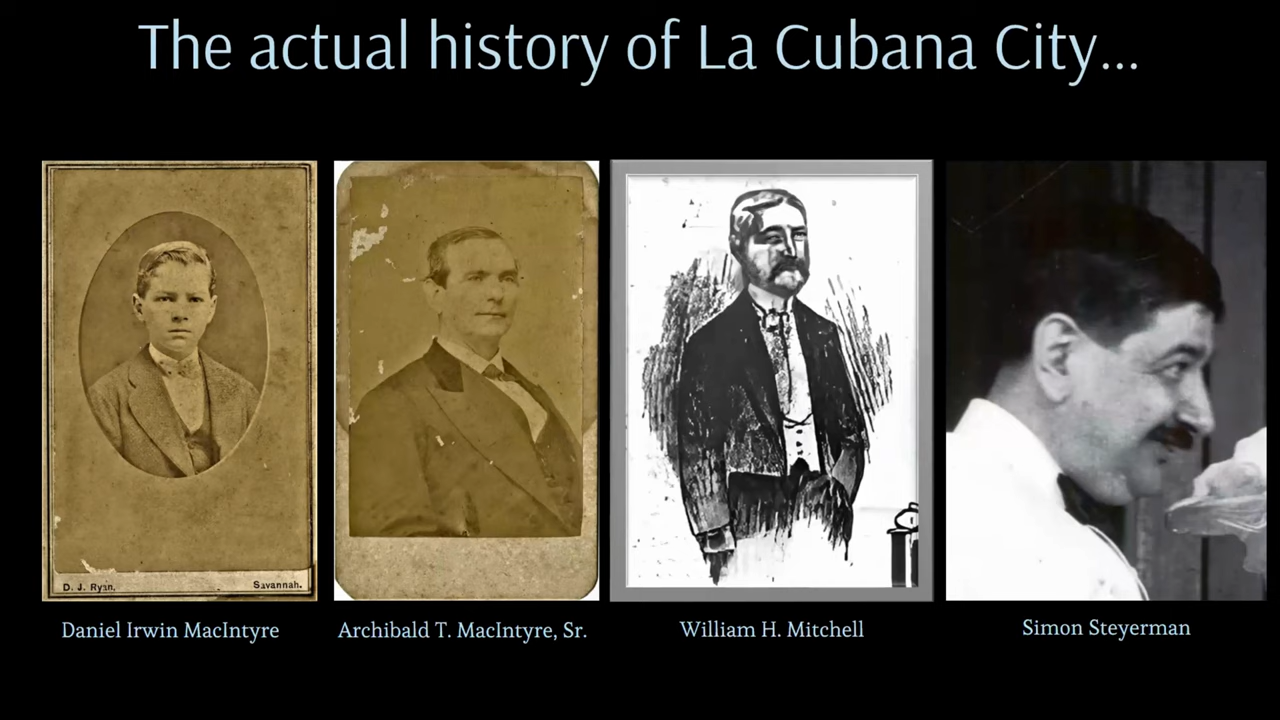 The actual history of La Cubana City...
D. J. Ryan. Savannah.
Daniel Irwin MacIntyre
Archibald T. MacIntyre, Sr.
William H. Mitchell
Simon Steyerman